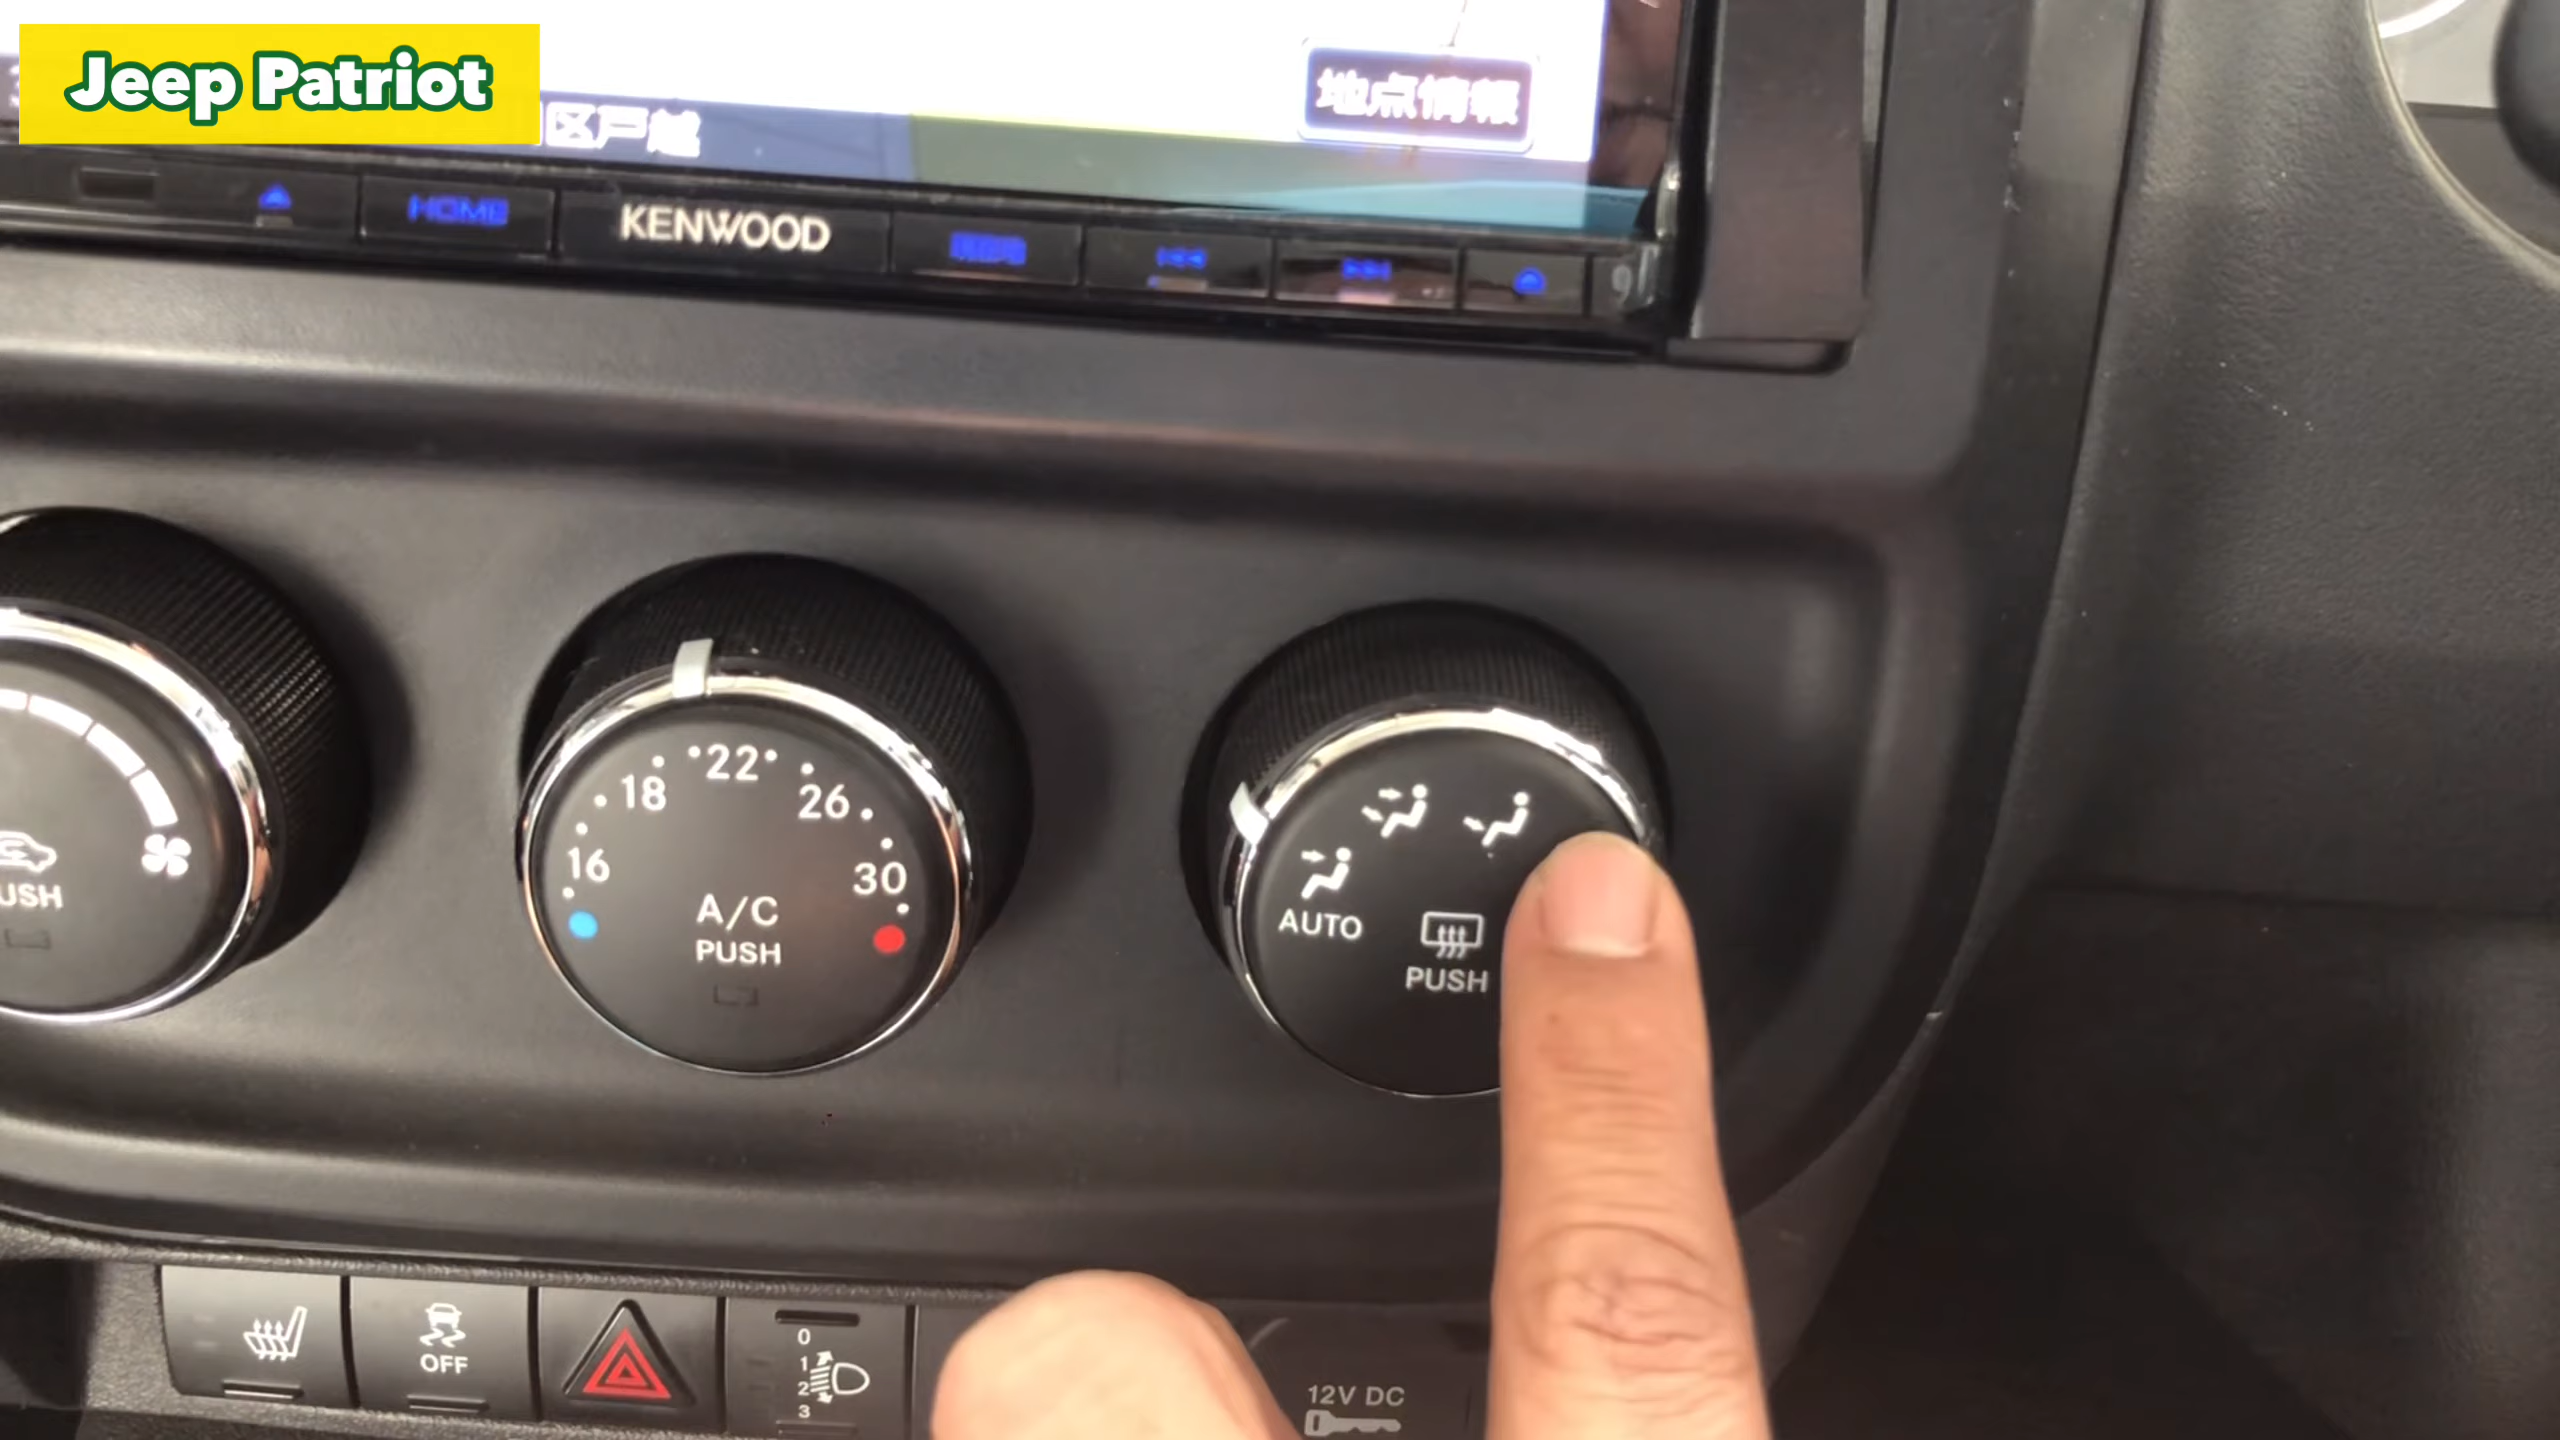 Jeep Patriot
地点情報
区戸越
HOME
KENWOOD
18 22 26
16 30
A/C
PUSH
AUTO
PUSH
USH
OFF
0
1
2
3
12V DC